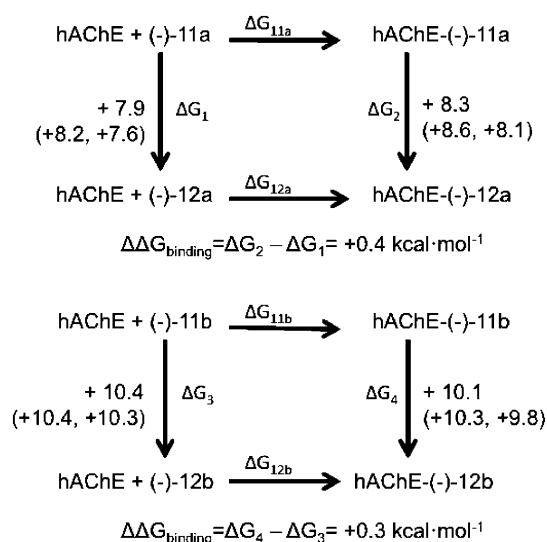 hAChE + (-)-11a ΔG₁₁ₐ hAChE-(-)-11a
+ 7.9 ΔG₁ ΔG₂ + 8.3
(+8.2, +7.6) (+8.6, +8.1)
hAChE + (-)-12a ΔG₁₂ₐ hAChE-(-)-12a
ΔΔG_binding=ΔG₂ – ΔG₁= +0.4 kcal·mol⁻¹
hAChE + (-)-11b ΔG₁₁b hAChE-(-)-11b
+ 10.4 ΔG₃ ΔG₄ + 10.1
(+10.4, +10.3) (+10.3, +9.8)
hAChE + (-)-12b ΔG₁₂b hAChE-(-)-12b
ΔΔG_binding=ΔG₄ – ΔG₃= +0.3 kcal·mol⁻¹